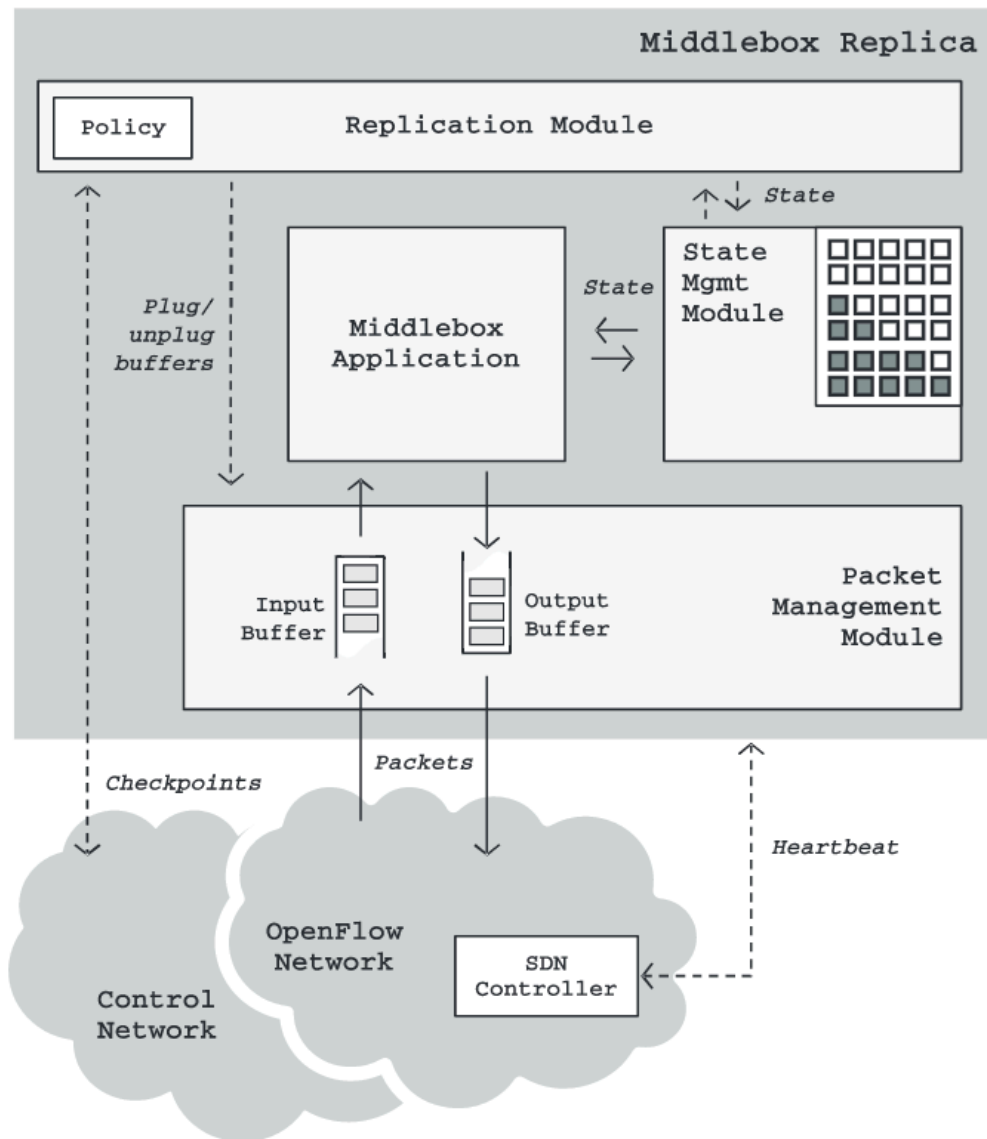 Middlebox Replica
Policy
Replication Module
State
Plug/
unplug
buffers
Middlebox
Application
State
State
Mgmt
Module
Input
Buffer
Output
Buffer
Packet
Management
Module
Checkpoints
Packets
Heartbeat
OpenFlow
Network
SDN
Controller
Control
Network